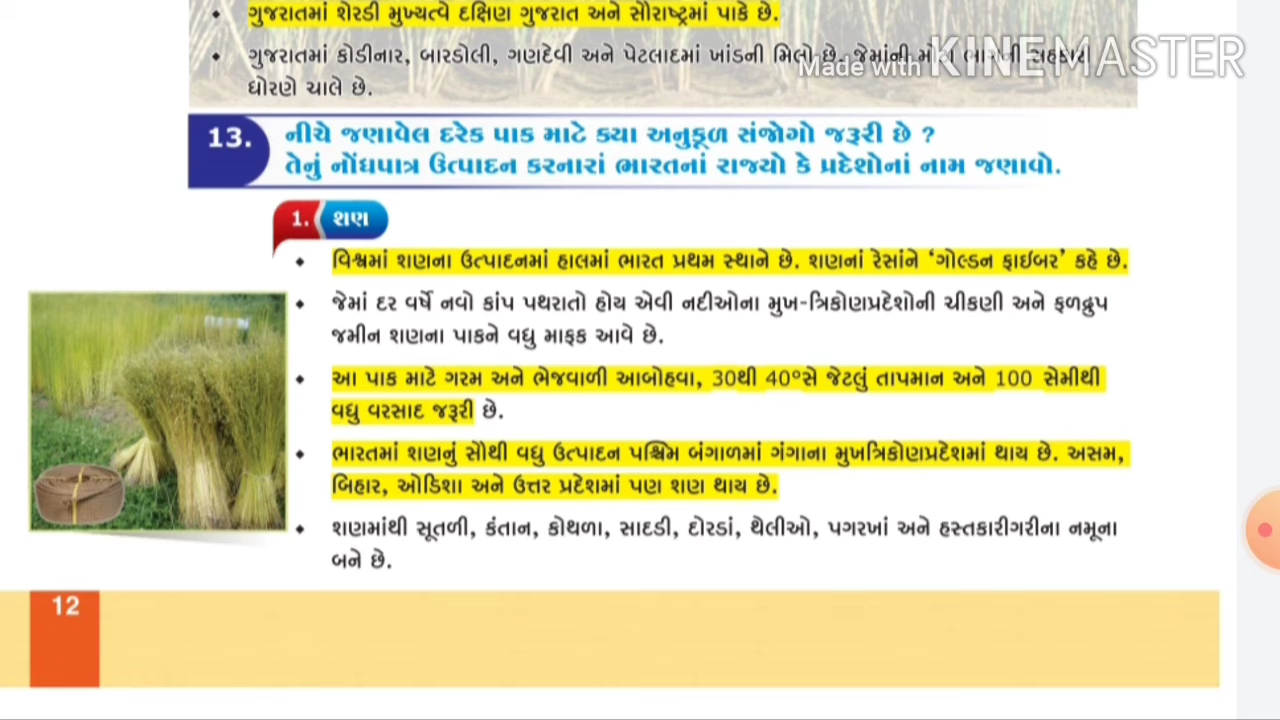 ગુજરાતમાં શેરડી મુખ્યત્વે દક્ષિણ ગુજરાત અને સૌરાષ્ટ્રમાં પાકે છે.
ગુજરાતમાં કોડીનાર, બારડોલી, ગણદેવી અને પેટલાદમાં ખાંડની મિલો છે. જેમાંની
Made with KINEMASTER
ધોરણે ચાલે છે.
13. નીચે જણાવેલ દરેક પાક માટે ક્યા અનુકૂળ સંજોગો જરૂરી છે ?
તેનું નોંધપાત્ર ઉત્પાદન કરનારાં ભારતનાં રાજ્યો કે પ્રદેશોનાં નામ જણાવો.
1. શણ
વિશ્વમાં શણના ઉત્પાદનમાં હાલમાં ભારત પ્રથમ સ્થાને છે. શણનાં રેસાંને ‘ગોલ્ડન ફાઇબર’ કહે છે.
જેમાં દર વર્ષે નવો કાંપ પથરાતો હોય એવી નદીઓના મુખ-ત્રિકોણપ્રદેશોની ચીકણી અને ફળદ્રુપ
જમીન શણના પાકને વધુ માફક આવે છે.
આ પાક માટે ગરમ અને ભેજવાળી આબોહવા, 30થી 40°સે જેટલું તાપમાન અને 100 સેમીથી
વધુ વરસાદ જરૂરી છે.
ભારતમાં શણનું સૌથી વધુ ઉત્પાદન પશ્ચિમ બંગાળમાં ગંગાના મુખત્રિકોણપ્રદેશમાં થાય છે. અસમ,
બિહાર, ઓડિશા અને ઉત્તર પ્રદેશમાં પણ શણ થાય છે.
શણમાંથી સૂતળી, કંતાન, કોથળા, સાદડી, દોરડાં, થેલીઓ, પગરખાં અને હસ્તકારીગરીના નમૂના
બને છે.
12